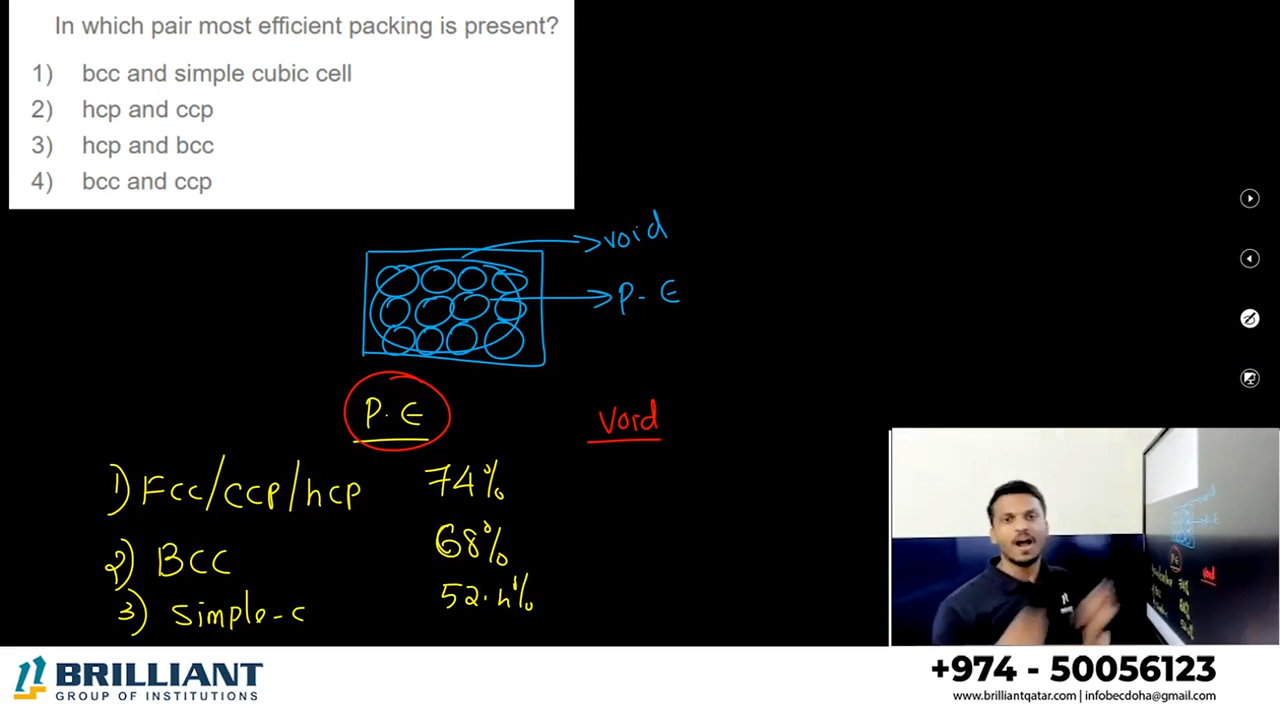 In which pair most efficient packing is present?
1) bcc and simple cubic cell
2) hcp and ccp
3) hcp and bcc
4) bcc and ccp
void
P. E
P. E
Void
1) Fcc/ccp/hcp 74%
2) BCC 68%
3) Simple-c 52.4%
BRILLIANT
GROUP OF INSTITUTIONS
+974 - 50056123
www.brilliantqatar.com | infobecdoha@gmail.com